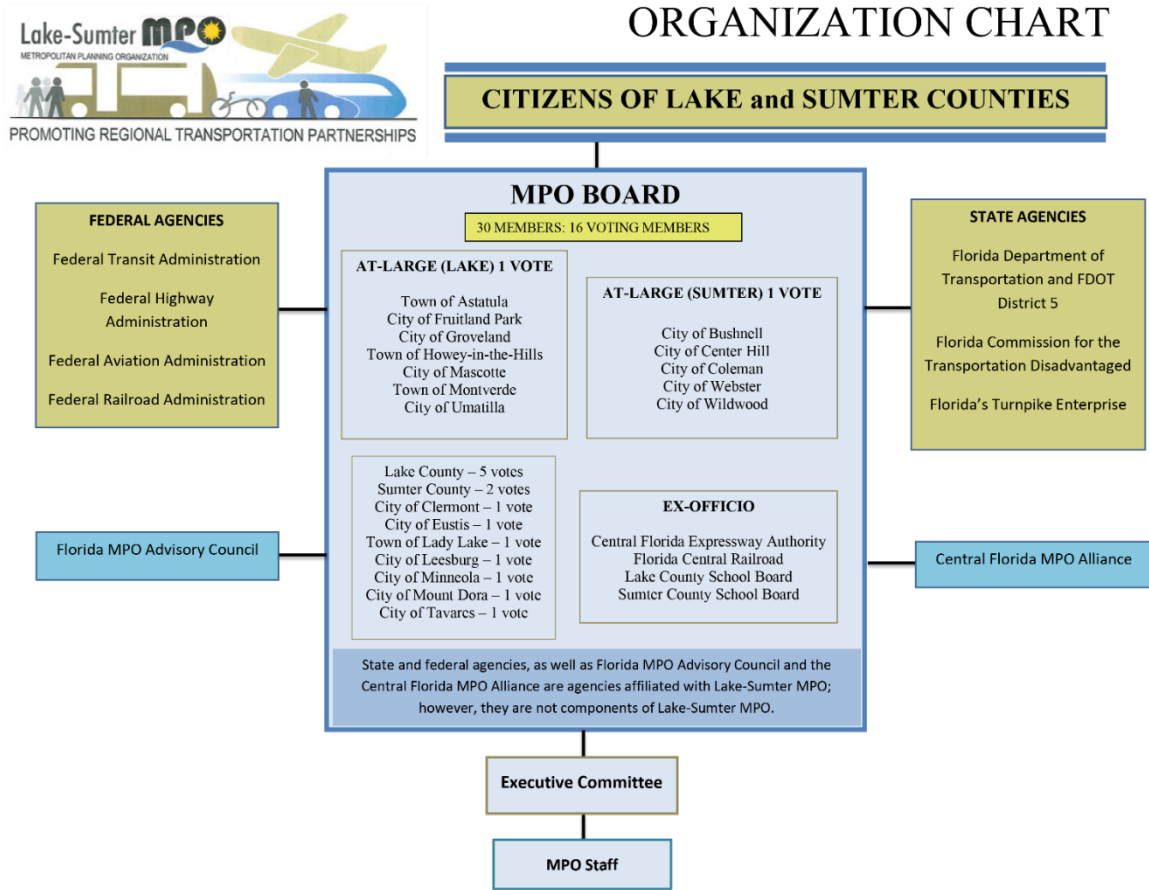 Lake-Sumter MPO
METROPOLITAN PLANNING ORGANIZATION
PROMOTING REGIONAL TRANSPORTATION PARTNERSHIPS
ORGANIZATION CHART
CITIZENS OF LAKE and SUMTER COUNTIES
MPO BOARD
30 MEMBERS: 16 VOTING MEMBERS
FEDERAL AGENCIES
Federal Transit Administration
Federal Highway
Administration
Federal Aviation Administration
Federal Railroad Administration
AT-LARGE (LAKE) 1 VOTE
Town of Astatula
City of Fruitland Park
City of Groveland
Town of Howey-in-the-Hills
City of Mascotte
Town of Montverde
City of Umatilla
AT-LARGE (SUMTER) 1 VOTE
City of Bushnell
City of Center Hill
City of Coleman
City of Webster
City of Wildwood
STATE AGENCIES
Florida Department of
Transportation and FDOT
District 5
Florida Commission for the
Transportation Disadvantaged
Florida's Turnpike Enterprise
Florida MPO Advisory Council
Lake County – 5 votes
Sumter County – 2 votes
City of Clermont – 1 vote
City of Eustis – 1 vote
Town of Lady Lake – 1 vote
City of Leesburg – 1 vote
City of Minneola – 1 vote
City of Mount Dora – 1 vote
City of Tavares – 1 vote
EX-OFFICIO
Central Florida Expressway Authority
Florida Central Railroad
Lake County School Board
Sumter County School Board
Central Florida MPO Alliance
State and federal agencies, as well as Florida MPO Advisory Council and the
Central Florida MPO Alliance are agencies affiliated with Lake-Sumter MPO;
however, they are not components of Lake-Sumter MPO.
Executive Committee
MPO Staff